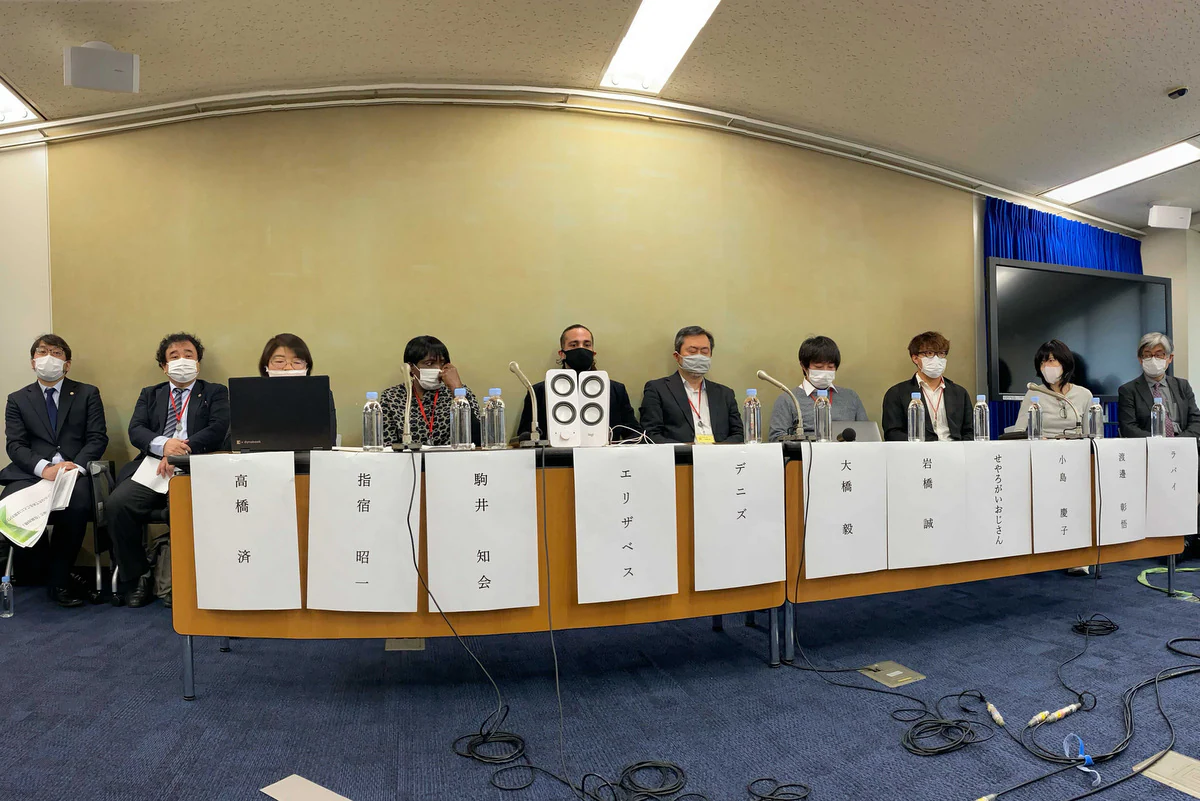 高橋 済
指宿 昭一
駒井 知会
エリザベス
デニズ
大橋 毅
岩橋 誠
せやろがいおじさん
小島 慶子
渡邊 彰悟
ラパイ